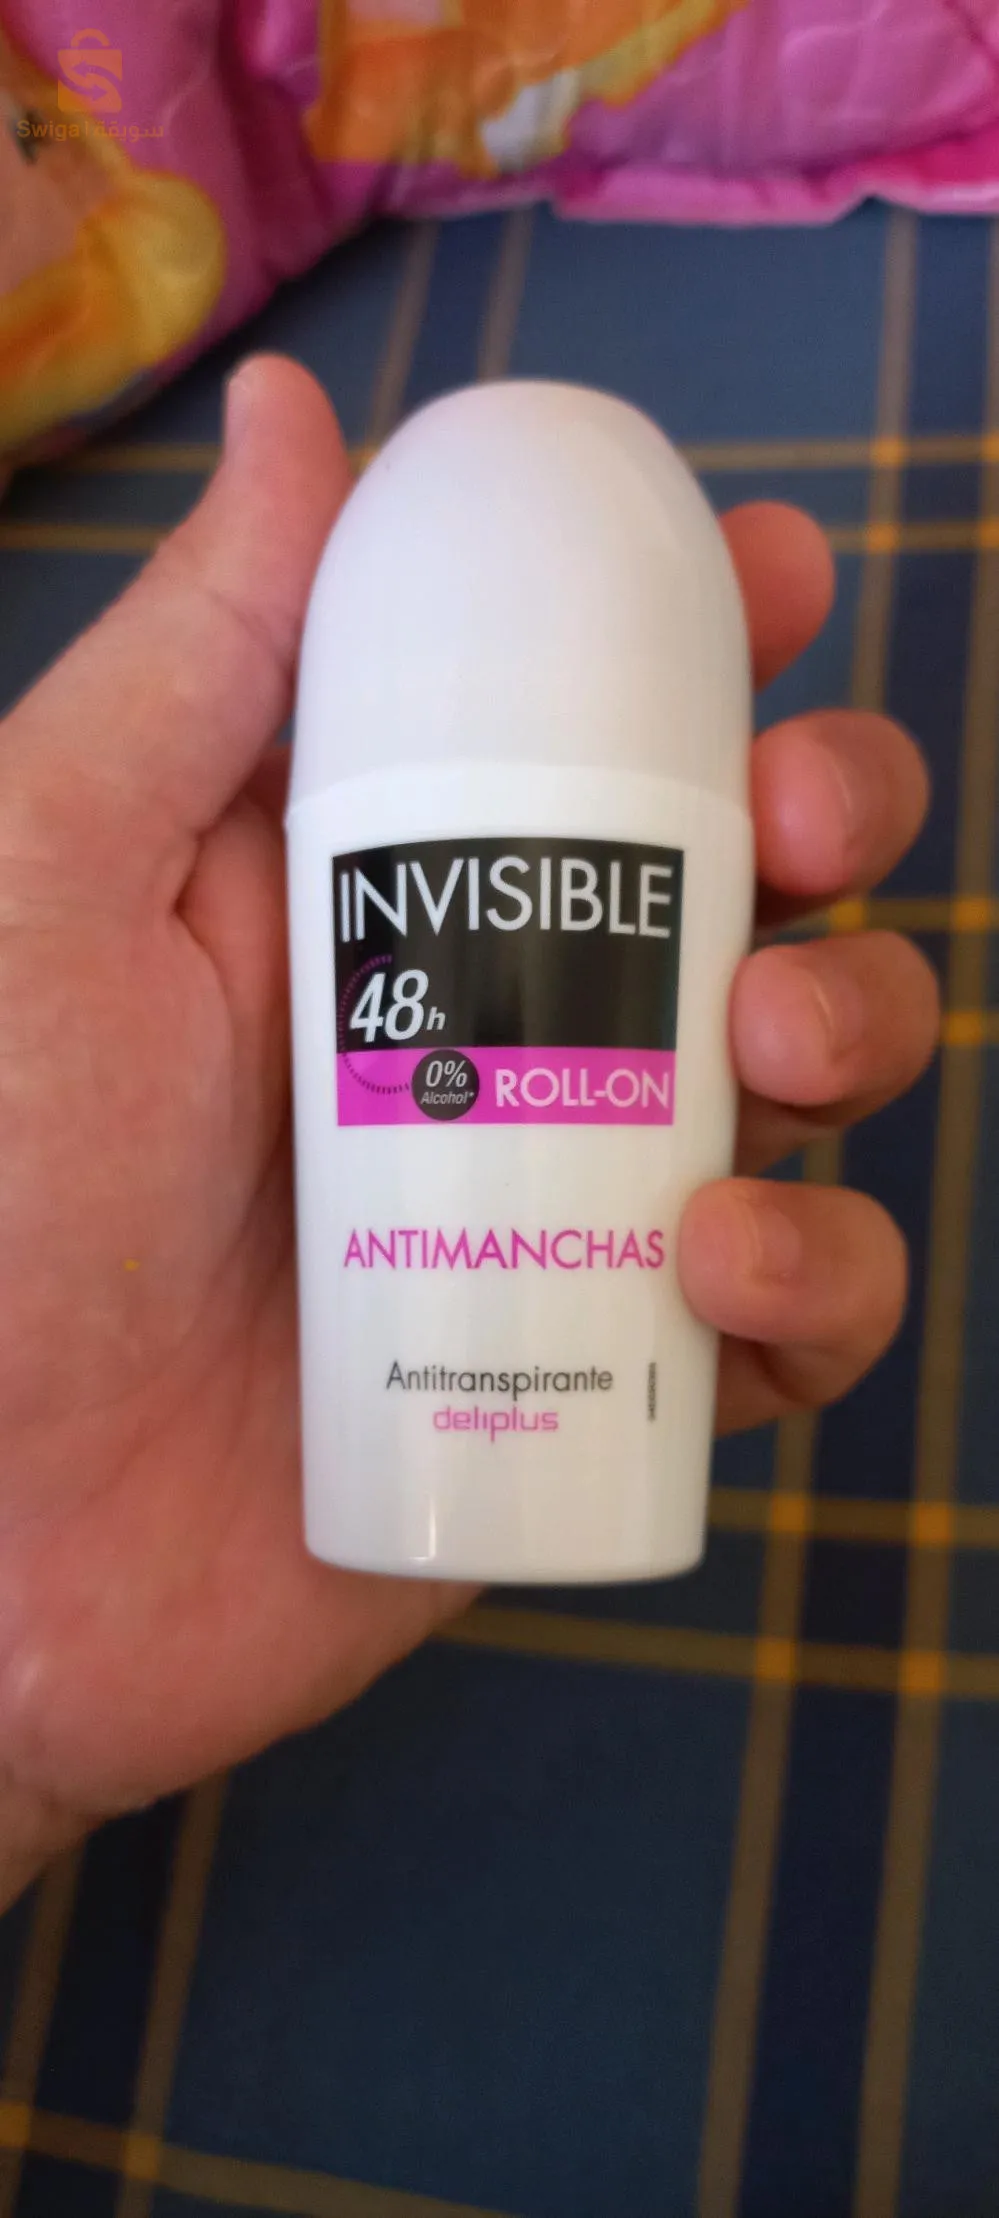 Swiga سويقة
INVISIBLE
48h
0%
Alcohol*
ROLL-ON
ANTIMANCHAS
Antitranspirante
deliplus